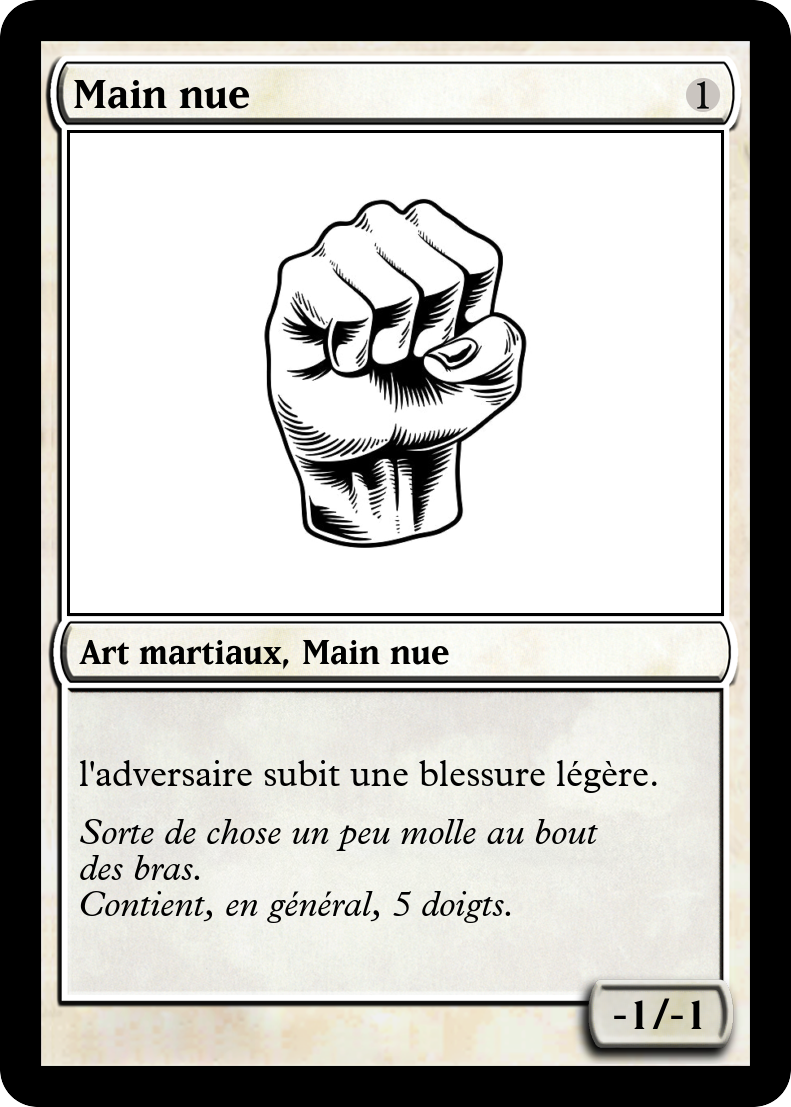 Main nue
1
Art martiaux, Main nue
l'adversaire subit une blessure légère.
Sorte de chose un peu molle au bout
des bras.
Contient, en général, 5 doigts.
-1/-1